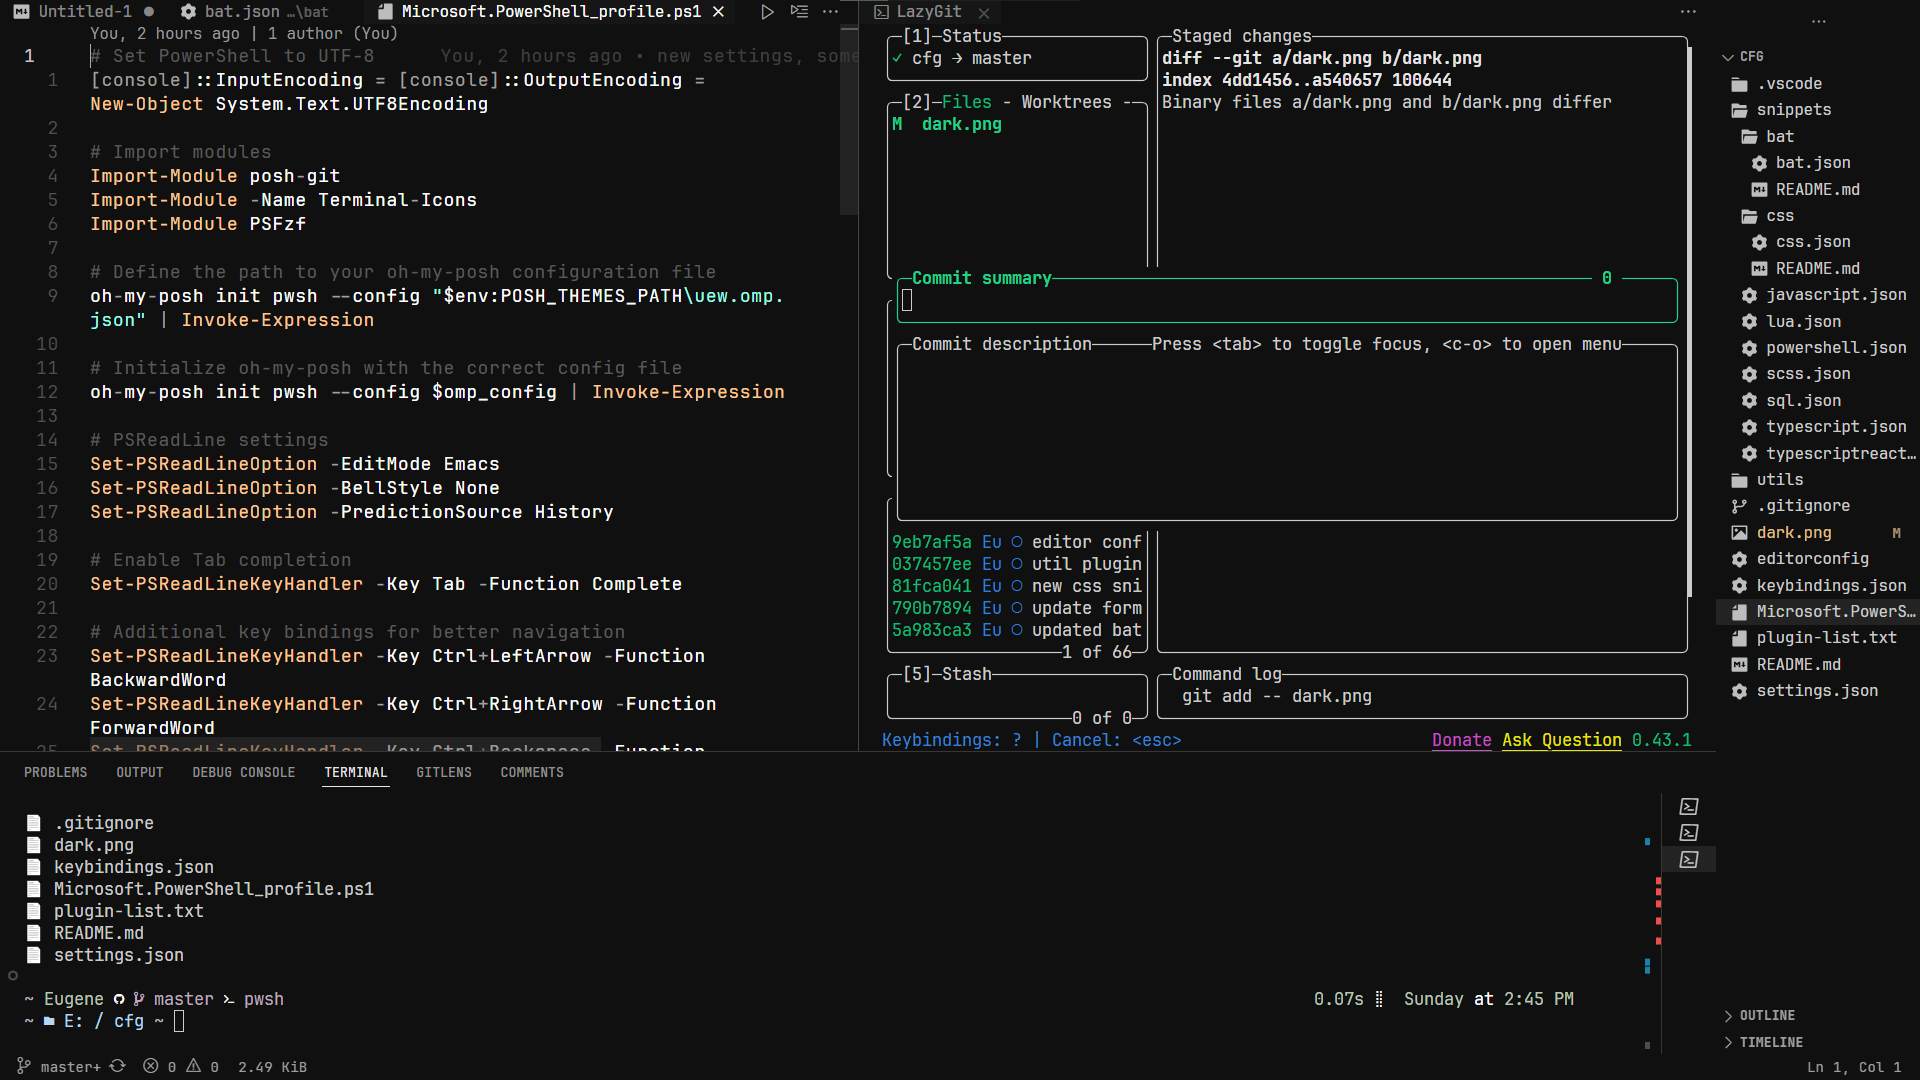 Untitled-1
bat.json …\bat
Microsoft.PowerShell_profile.ps1
You, 2 hours ago | 1 author (You)
1 # Set PowerShell to UTF-8 You, 2 hours ago • new settings, some
1 [console]::InputEncoding = [console]::OutputEncoding =
New-Object System.Text.UTF8Encoding
2
3 # Import modules
4 Import-Module posh-git
5 Import-Module -Name Terminal-Icons
6 Import-Module PSFzf
7
8 # Define the path to your oh-my-posh configuration file
9 oh-my-posh init pwsh --config "$env:POSH_THEMES_PATH\uew.omp.
json" | Invoke-Expression
10
11 # Initialize oh-my-posh with the correct config file
12 oh-my-posh init pwsh --config $omp_config | Invoke-Expression
13
14 # PSReadLine settings
15 Set-PSReadLineOption -EditMode Emacs
16 Set-PSReadLineOption -BellStyle None
17 Set-PSReadLineOption -PredictionSource History
18
19 # Enable Tab completion
20 Set-PSReadLineKeyHandler -Key Tab -Function Complete
21
22 # Additional key bindings for better navigation
23 Set-PSReadLineKeyHandler -Key Ctrl+LeftArrow -Function
BackwardWord
24 Set-PSReadLineKeyHandler -Key Ctrl+RightArrow -Function
ForwardWord
25 Set-PSReadLineKeyHandler -Key Ctrl+Backspace -Function
LazyGit
[1]-Status
✓ cfg → master
[2]-Files - Worktrees -
M dark.png
Staged changes
diff --git a/dark.png b/dark.png
index 4dd1456..a540657 100644
Binary files a/dark.png and b/dark.png differ
Commit summary 0
Commit description Press <tab> to toggle focus, <c-o> to open menu
9eb7af5a Eu ○ editor conf
037457ee Eu ○ util plugin
81fca041 Eu ○ new css sni
790b7894 Eu ○ update form
5a983ca3 Eu ○ updated bat
1 of 66
[5]-Stash
0 of 0
Command log
git add -- dark.png
Keybindings: ? | Cancel: <esc>
Donate Ask Question 0.43.1
CFG
.vscode
snippets
bat
bat.json
README.md
css
css.json
README.md
javascript.json
lua.json
powershell.json
scss.json
sql.json
typescript.json
typescriptreact…
utils
.gitignore
dark.png M
editorconfig
keybindings.json
Microsoft.PowerS…
plugin-list.txt
README.md
settings.json
OUTLINE
TIMELINE
PROBLEMS OUTPUT DEBUG CONSOLE TERMINAL GITLENS COMMENTS
.gitignore
dark.png
keybindings.json
Microsoft.PowerShell_profile.ps1
plugin-list.txt
README.md
settings.json
~ Eugene master pwsh
0.07s Sunday at 2:45 PM
~ E: / cfg ~
master+ 0 0 2.49 KiB
Ln 1, Col 1